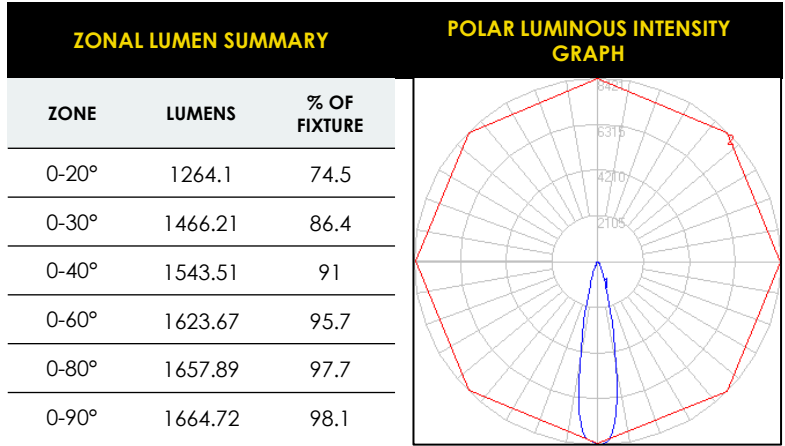 ZONAL LUMEN SUMMARY
ZONE LUMENS % OF FIXTURE
0-20° 1264.1 74.5
0-30° 1466.21 86.4
0-40° 1543.51 91
0-60° 1623.67 95.7
0-80° 1657.89 97.7
0-90° 1664.72 98.1
POLAR LUMINOUS INTENSITY
GRAPH
8421
6315
4210
2105
2
1